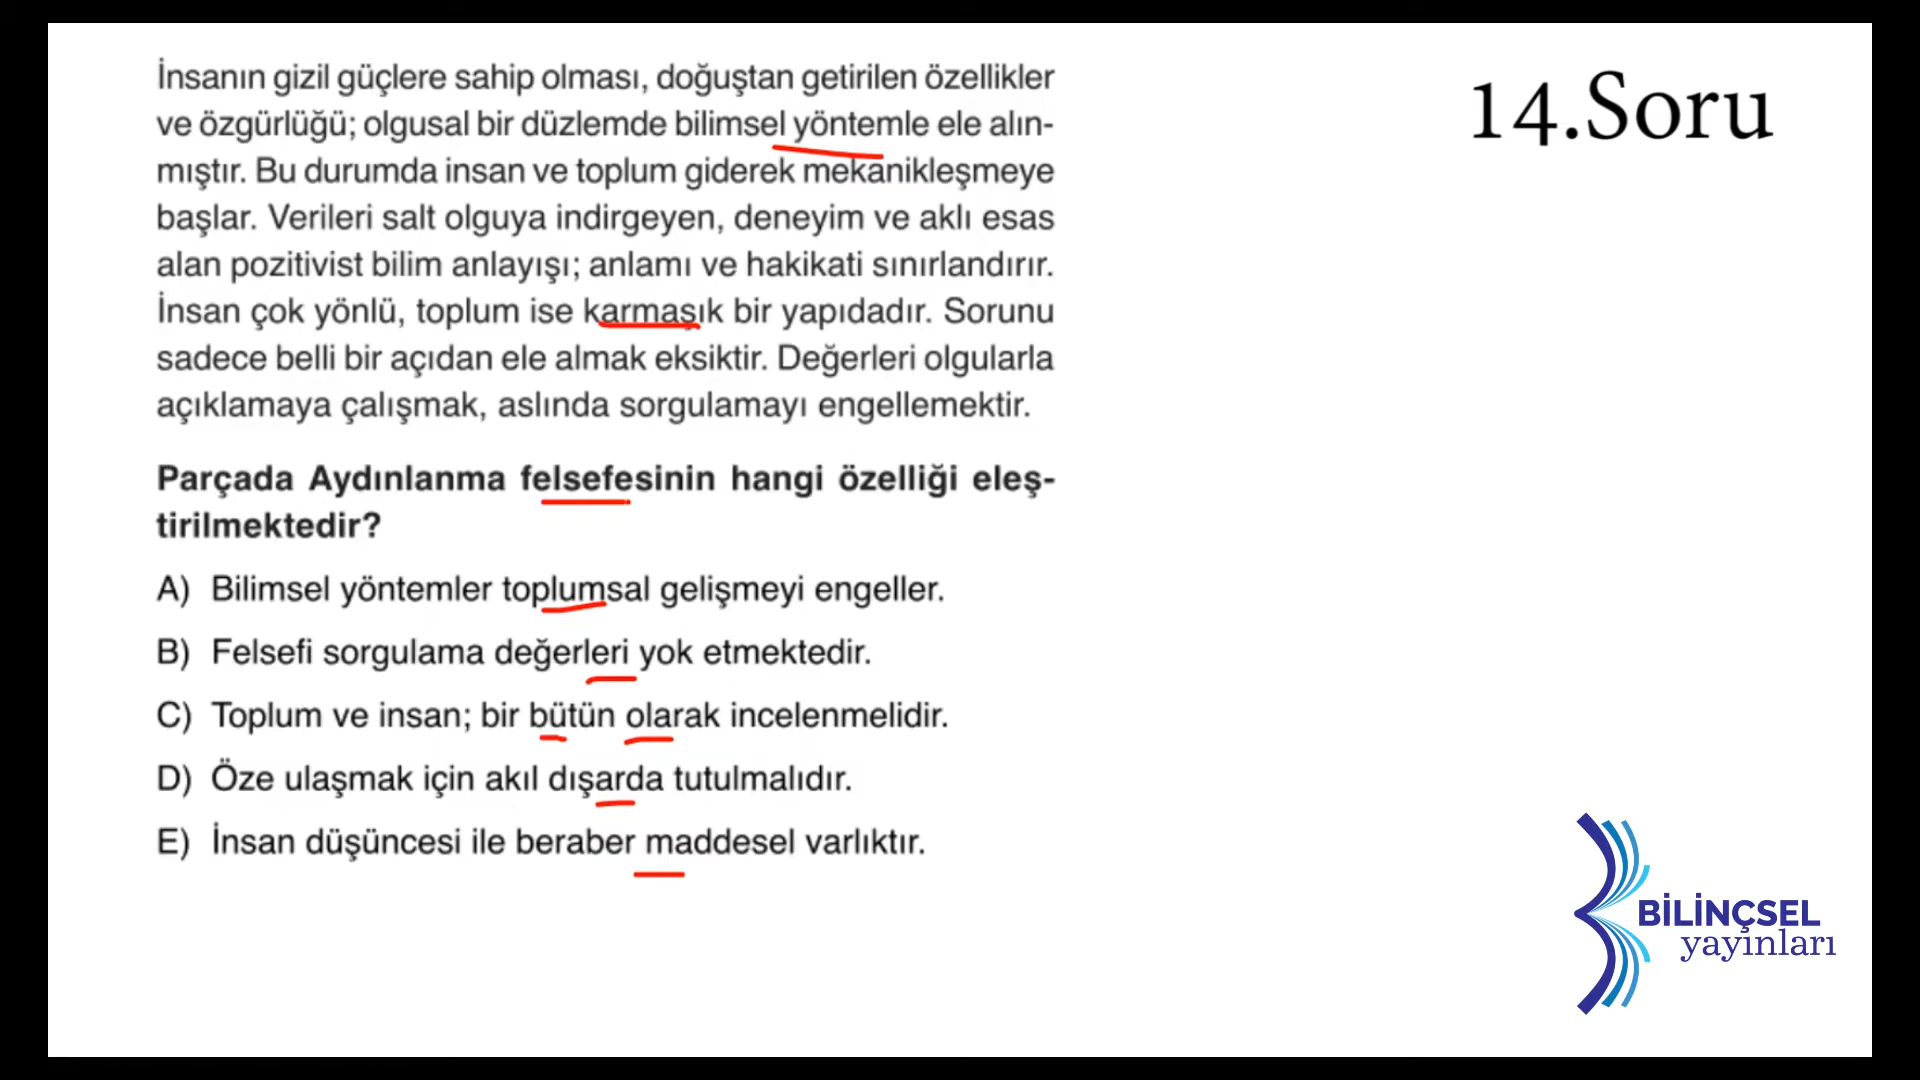 İnsanın gizil güçlere sahip olması, doğuştan getirilen özellikler
ve özgürlüğü; olgusal bir düzlemde bilimsel yöntemle ele alın-
mıştır. Bu durumda insan ve toplum giderek mekanikleşmeye
başlar. Verileri salt olguya indirgeyen, deneyim ve aklı esas
alan pozitivist bilim anlayışı; anlamı ve hakikati sınırlandırır.
İnsan çok yönlü, toplum ise karmaşık bir yapıdadır. Sorunu
sadece belli bir açıdan ele almak eksiktir. Değerleri olgularla
açıklamaya çalışmak, aslında sorgulamayı engellemektir.
Parçada Aydınlanma felsefesinin hangi özelliği eleş-
tirilmektedir?
A) Bilimsel yöntemler toplumsal gelişmeyi engeller.
B) Felsefi sorgulama değerleri yok etmektedir.
C) Toplum ve insan; bir bütün olarak incelenmelidir.
D) Öze ulaşmak için akıl dışarda tutulmalıdır.
E) İnsan düşüncesi ile beraber maddesel varlıktır.
14.Soru
BİLİNÇSEL
yayınları